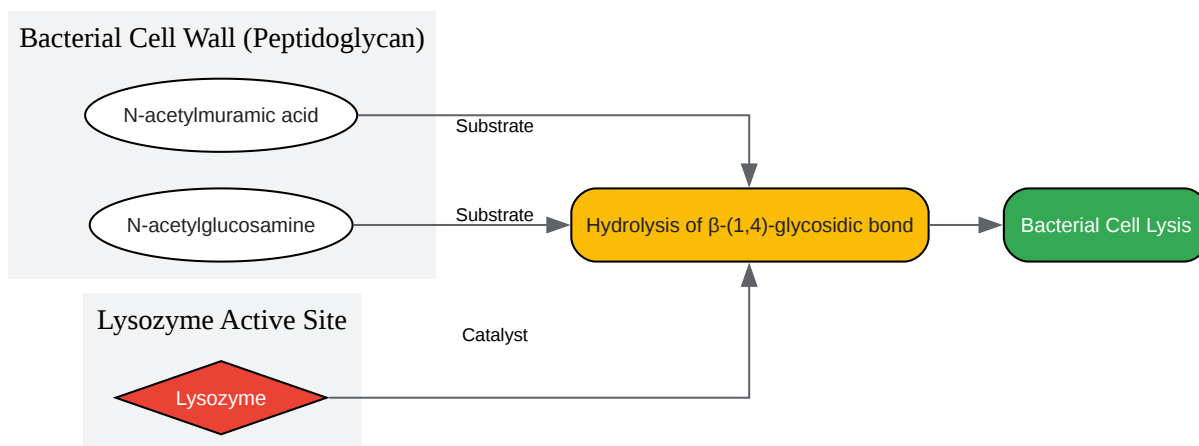 Bacterial Cell Wall (Peptidoglycan)
N-acetylmuramic acid
Substrate
N-acetylglucosamine
Substrate
Hydrolysis of β-(1,4)-glycosidic bond
Bacterial Cell Lysis
Lysozyme Active Site
Catalyst
Lysozyme